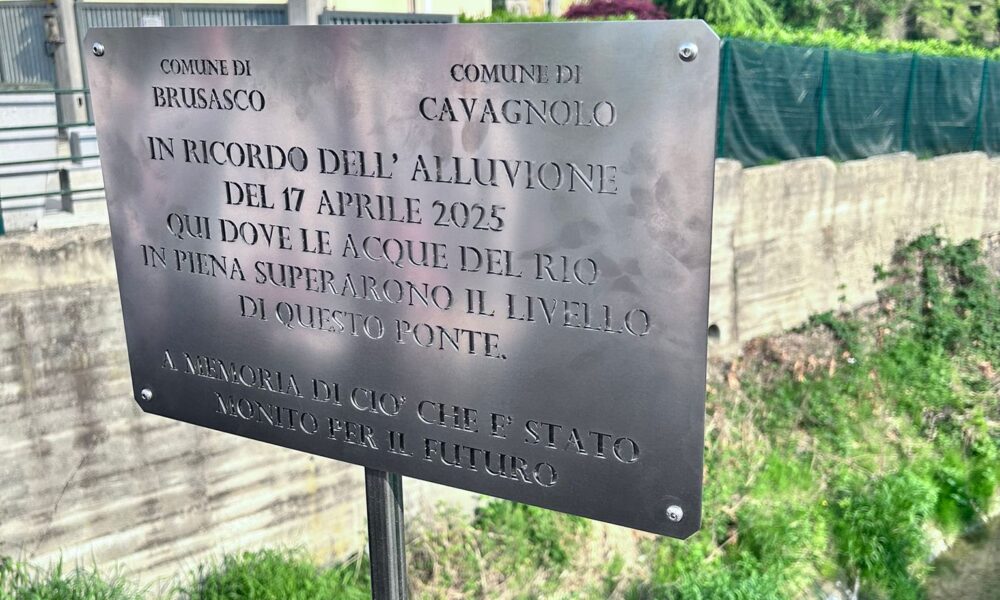 COMUNE DI
BRUSASCO
COMUNE DI
CAVAGNOLO
IN RICORDO DELL' ALLUVIONE
DEL 17 APRILE 2025
QUI DOVE LE ACQUE DEL RIO
IN PIENA SUPERARONO IL LIVELLO
DI QUESTO PONTE.
A MEMORIA DI CIO' CHE E' STATO
MONITO PER IL FUTURO